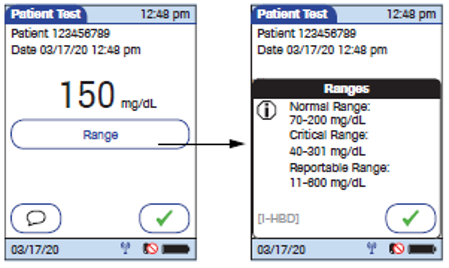 Patient Test 12:48 pm
Patient 123456789
Date 03/17/20 12:48 pm
150 mg/dL
Range
03/17/20
Patient Test 12:48 pm
Patient 123456789
Date 03/17/20 12:48 pm
Ranges
Normal Range:
70-200 mg/dL
Critical Range:
40-301 mg/dL
Reportable Range:
11-600 mg/dL
[I-HBD]
03/17/20